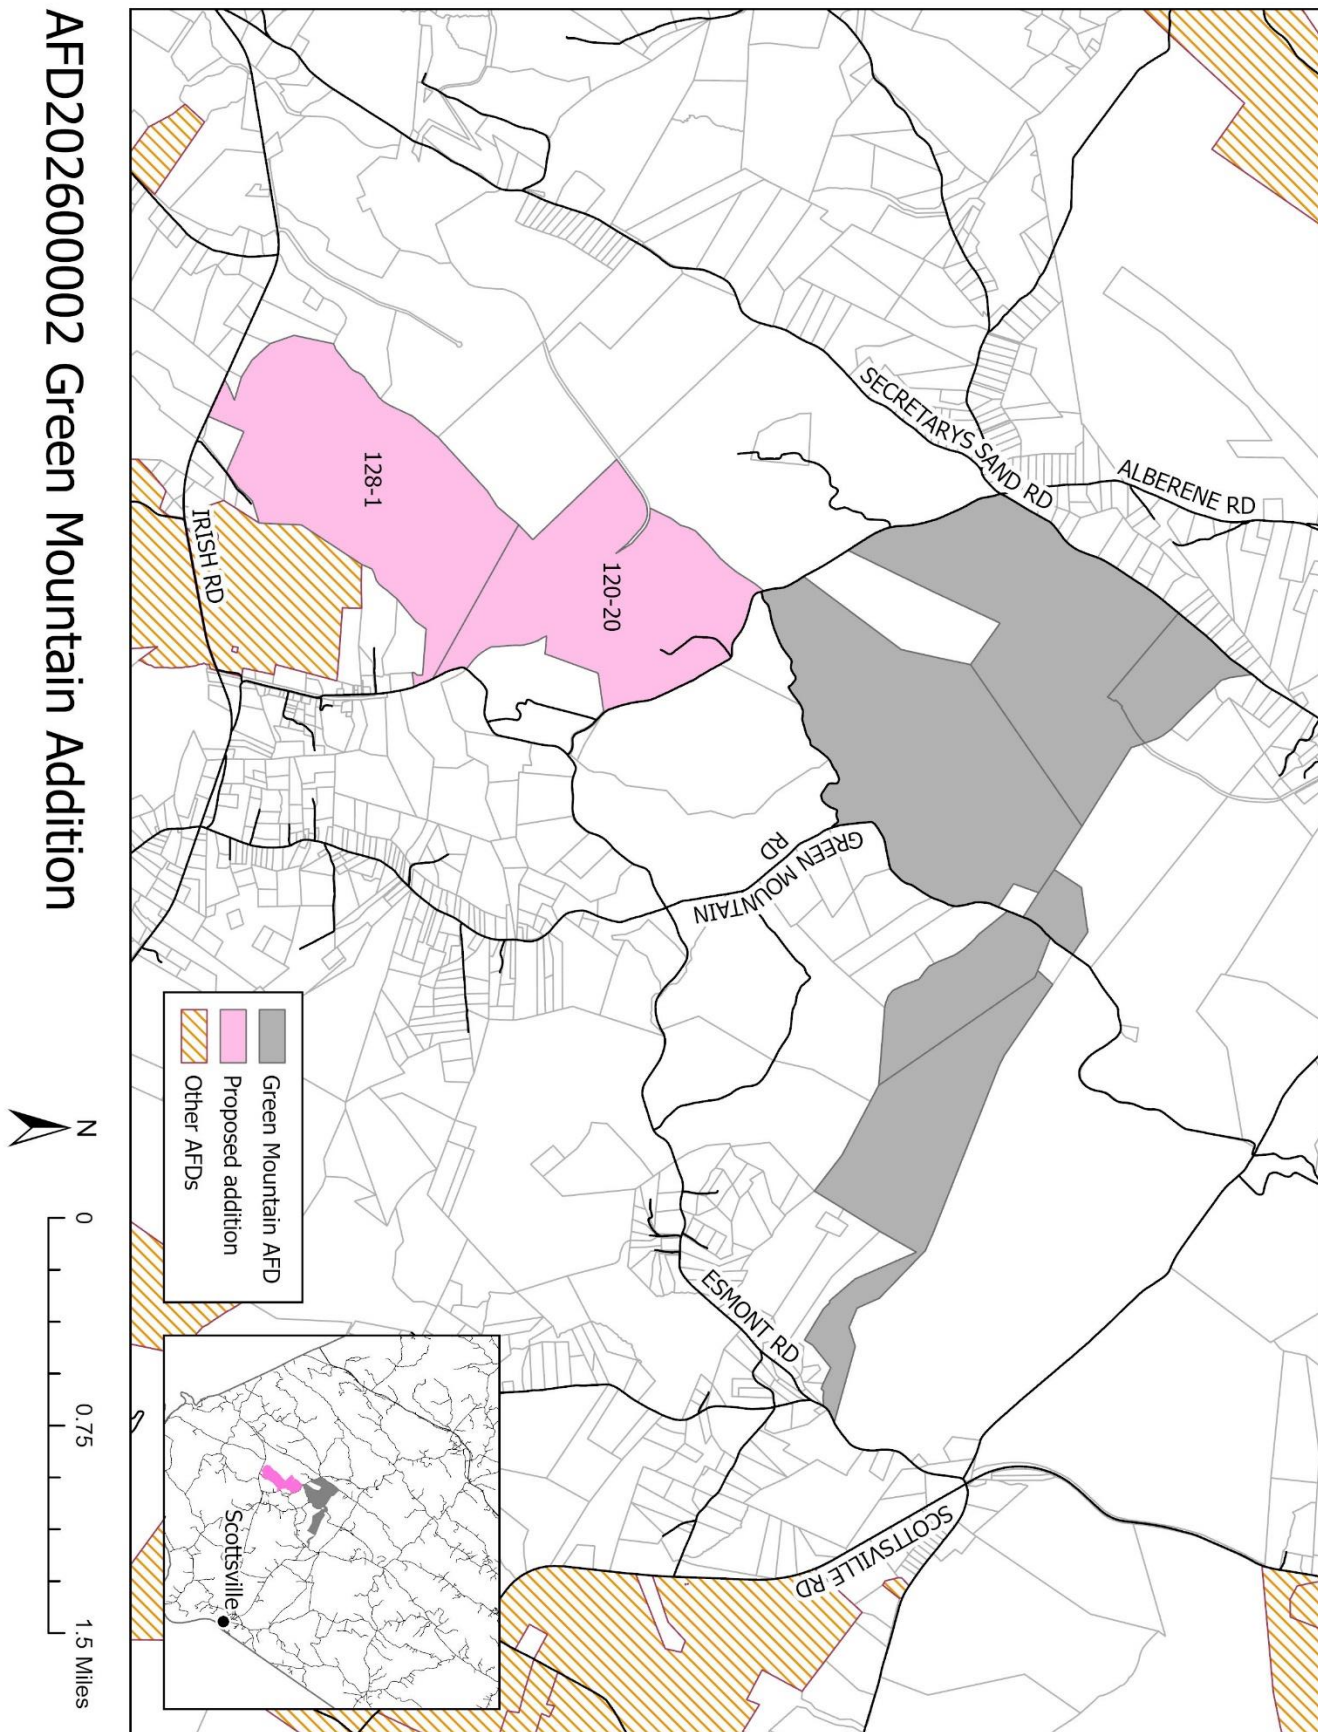 AFD202600002 Green Mountain Addition
SECRETARYS SAND RD
ALBERENE RD
128-1
120-20
IRISH RD
GREEN MOUNTAIN
RD
ESMONT RD
SCOTTSVILLE RD
Green Mountain AFD
Proposed addition
Other AFDs
Scottsville
N
0 0.75 1.5 Miles